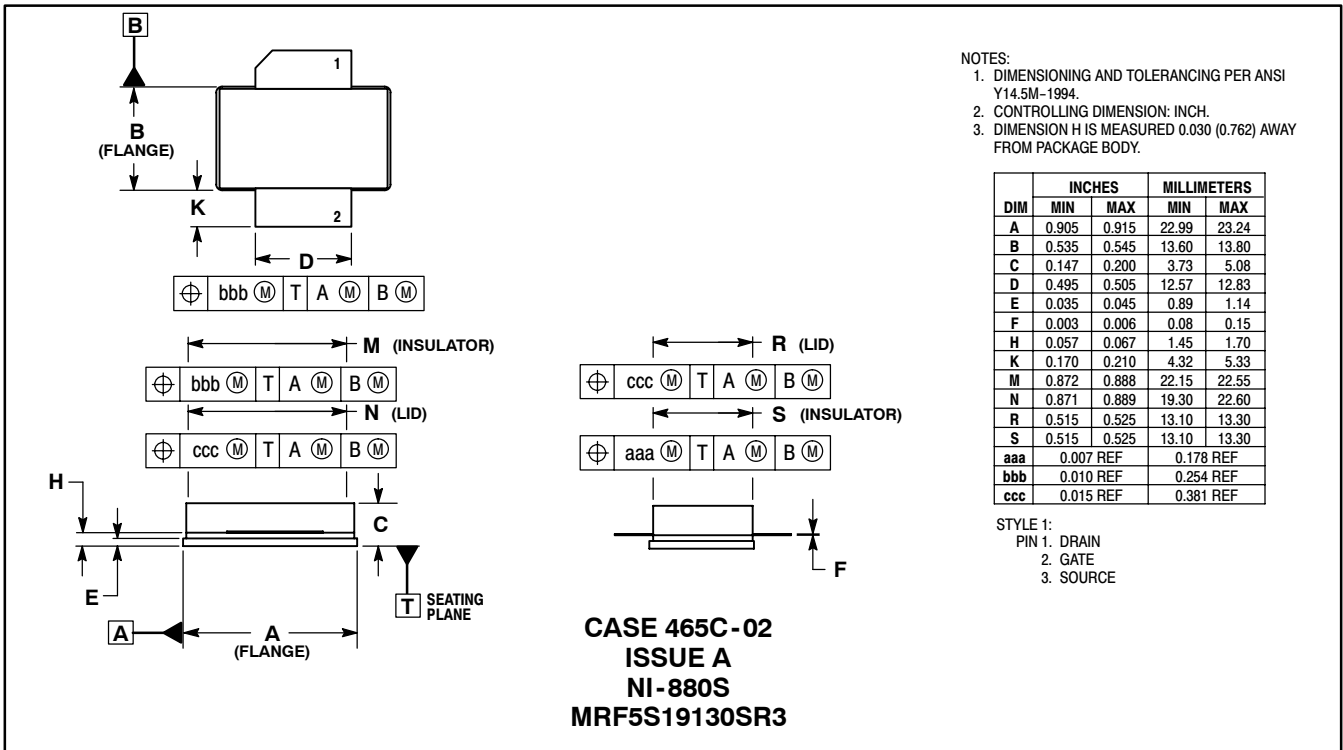 B
1
B
(FLANGE)
K
2
D
⌖ bbb Ⓜ T A Ⓜ B Ⓜ
M (INSULATOR)
⌖ bbb Ⓜ T A Ⓜ B Ⓜ
N (LID)
⌖ ccc Ⓜ T A Ⓜ B Ⓜ
H
C
E
T SEATING
PLANE
A
A
(FLANGE)
R (LID)
⌖ ccc Ⓜ T A Ⓜ B Ⓜ
S (INSULATOR)
⌖ aaa Ⓜ T A Ⓜ B Ⓜ
F
CASE 465C-02
ISSUE A
NI-880S
MRF5S19130SR3
NOTES:
1. DIMENSIONING AND TOLERANCING PER ANSI
Y14.5M-1994.
2. CONTROLLING DIMENSION: INCH.
3. DIMENSION H IS MEASURED 0.030 (0.762) AWAY
FROM PACKAGE BODY.
INCHES MILLIMETERS
DIM MIN MAX MIN MAX
A 0.905 0.915 22.99 23.24
B 0.535 0.545 13.60 13.80
C 0.147 0.200 3.73 5.08
D 0.495 0.505 12.57 12.83
E 0.035 0.045 0.89 1.14
F 0.003 0.006 0.08 0.15
H 0.057 0.067 1.45 1.70
K 0.170 0.210 4.32 5.33
M 0.872 0.888 22.15 22.55
N 0.871 0.889 19.30 22.60
R 0.515 0.525 13.10 13.30
S 0.515 0.525 13.10 13.30
aaa 0.007 REF 0.178 REF
bbb 0.010 REF 0.254 REF
ccc 0.015 REF 0.381 REF
STYLE 1:
PIN 1. DRAIN
2. GATE
3. SOURCE